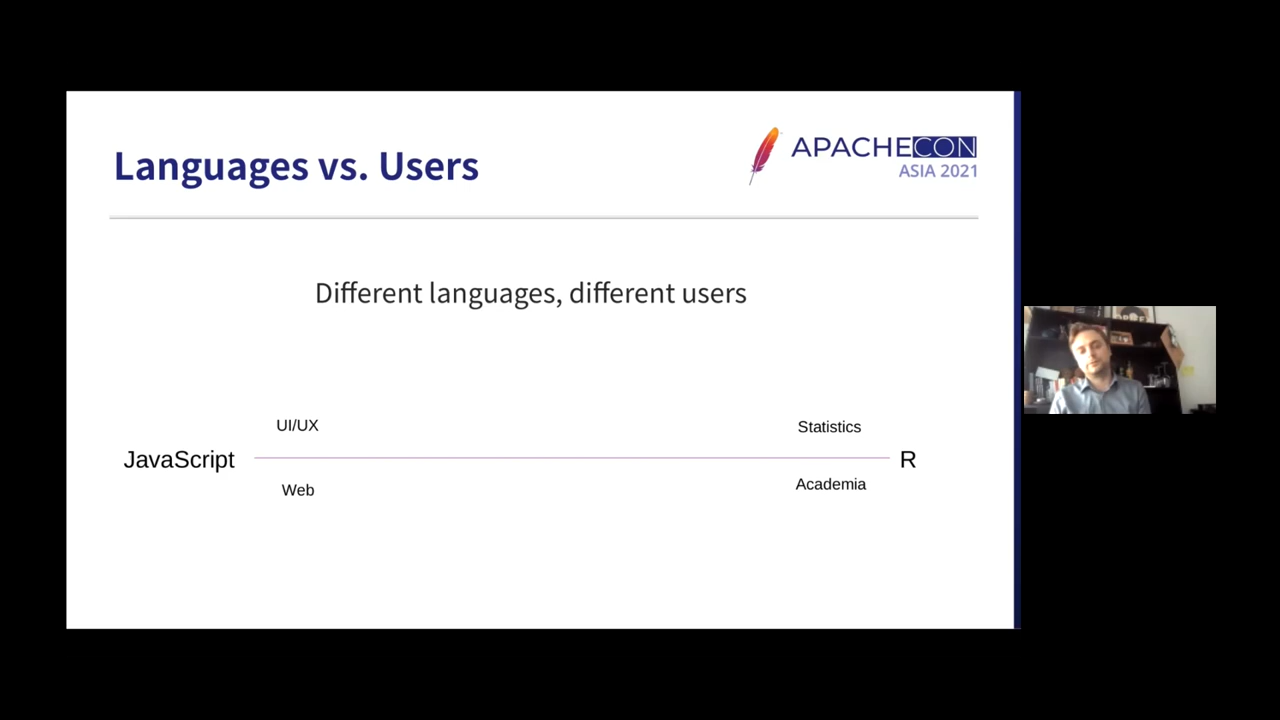 Languages vs. Users
APACHECON
ASIA 2021
Different languages, different users
UI/UX
Statistics
JavaScript
R
Web
Academia